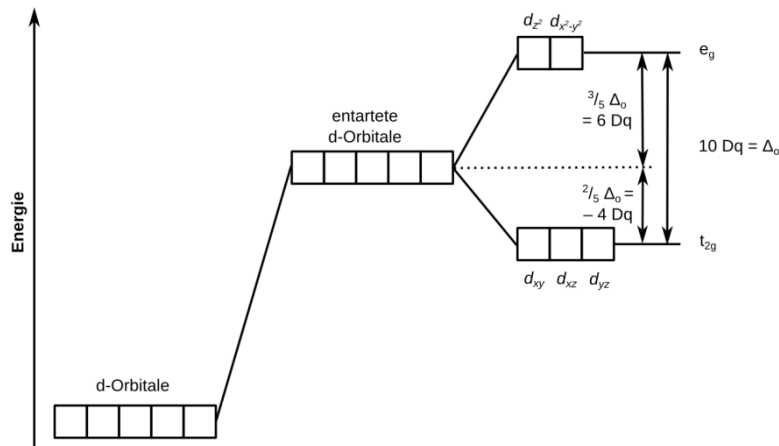 d_z² d_x²-y²
e_g
³/₅ Δ_o
= 6 Dq
10 Dq = Δ_o
entartete
d-Orbitale
²/₅ Δ_o =
– 4 Dq
t_2g
d_xy d_xz d_yz
Energie
d-Orbitale